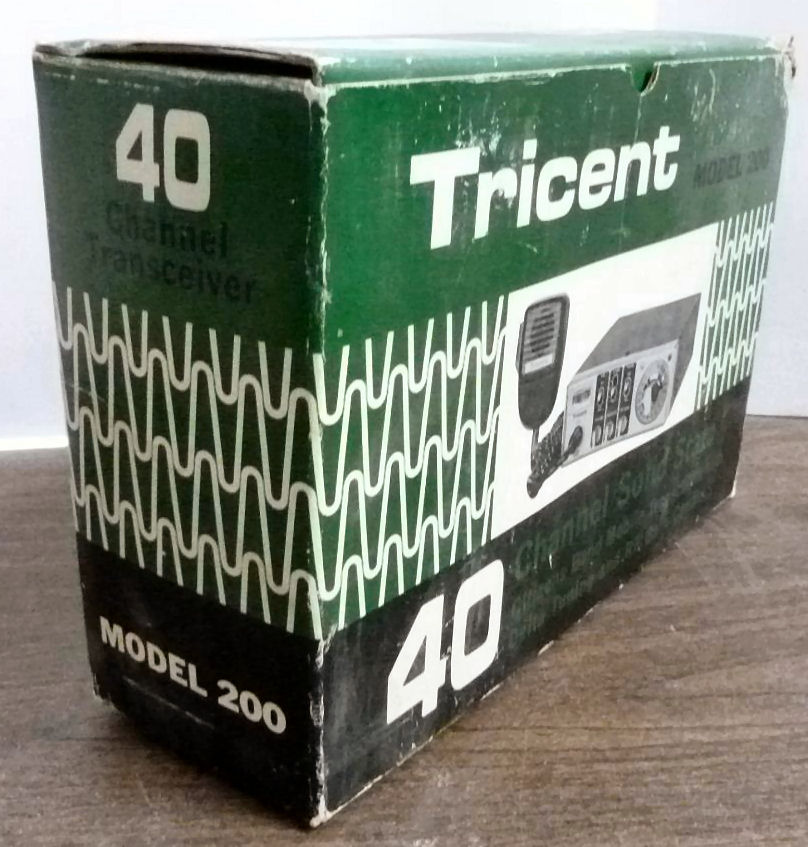 40
Channel
Transceiver
MODEL 200
Tricent
MODEL 200
40
Channel Solid State